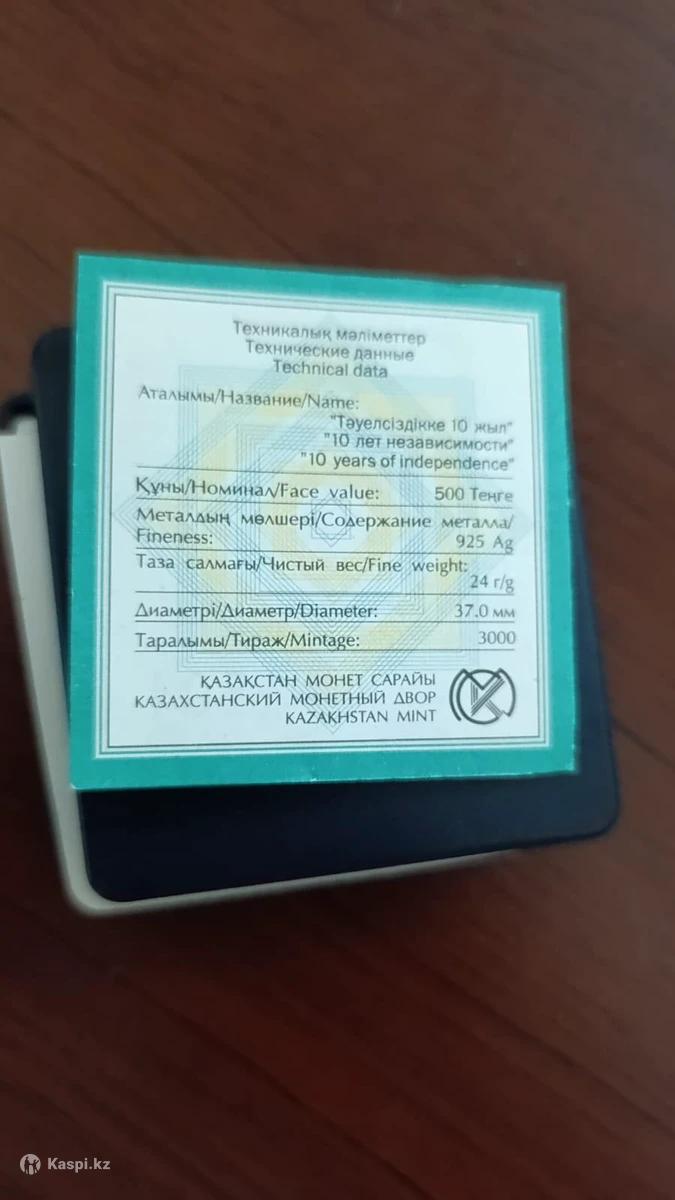 Техникалық мәліметтер
Технические данные
Technical data
Аталымы/Название/Name:
"Тәуелсіздікке 10 жыл"
"10 лет независимости"
"10 years of independence"
Құны/Номинал/Face value: 500 Теңге
Металдың мөлшері/Содержание металла/
Fineness: 925 Ag
Таза салмағы/Чистый вес/Fine weight:
24 г/g
Диаметрі/Диаметр/Diameter: 37.0 мм
Таралымы/Тираж/Mintage: 3000
ҚАЗАҚСТАН МОНЕТ САРАЙЫ
КАЗАХСТАНСКИЙ МОНЕТНЫЙ ДВОР
KAZAKHSTAN MINT
Kaspi.kz